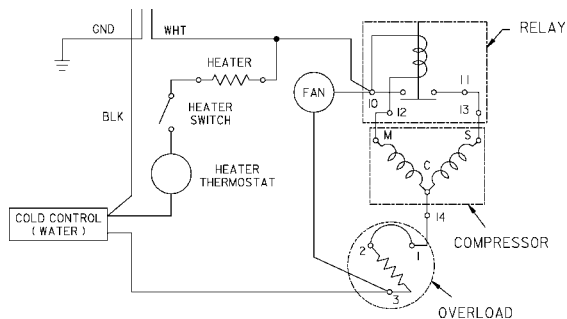 GND
WHT
RELAY
HEATER
FAN
10
11
HEATER
SWITCH
BLK
12
13
M
S
C
HEATER
THERMOSTAT
14
COLD CONTROL
(WATER)
COMPRESSOR
2
1
3
OVERLOAD